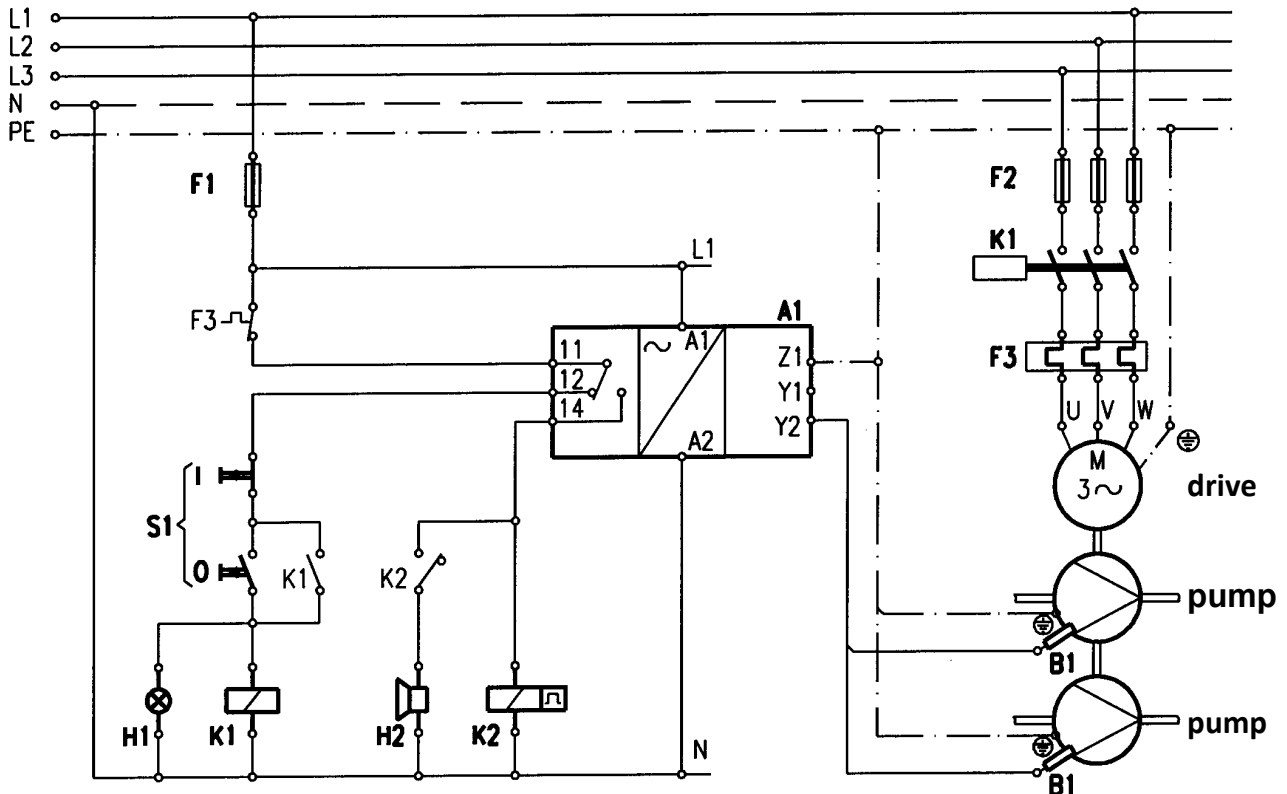 L1
L2
L3
N
PE
F1
F2
K1
L1
F3
A1
11
12
14
~ A1
A2
Z1
Y1
Y2
F3
U V W
M
3~
drive
S1
I
O
K1
K2
pump
B1
H1
K1
H2
K2
N
pump
B1